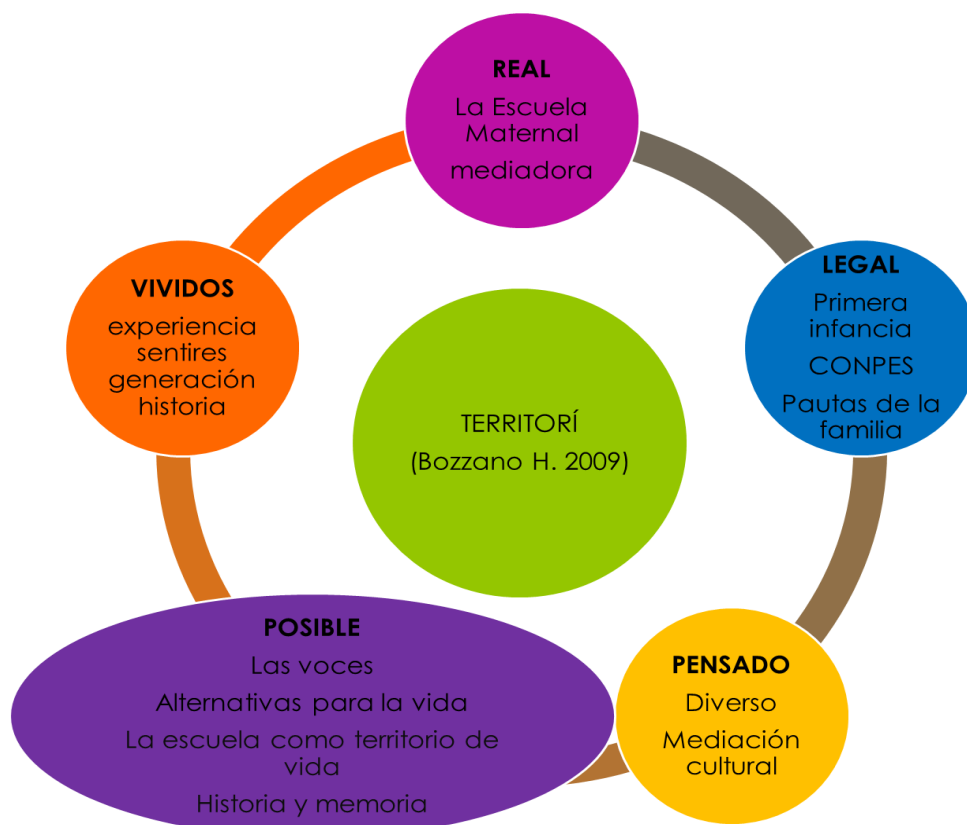 REAL
La Escuela
Maternal
mediadora
LEGAL
Primera
infancia
CONPES
Pautas de la
familia
PENSADO
Diverso
Mediación
cultural
POSIBLE
Las voces
Alternativas para la vida
La escuela como territorio de
vida
Historia y memoria
VIVIDOS
experiencia
sentires
generación
historia
TERRITORÍ
(Bozzano H. 2009)